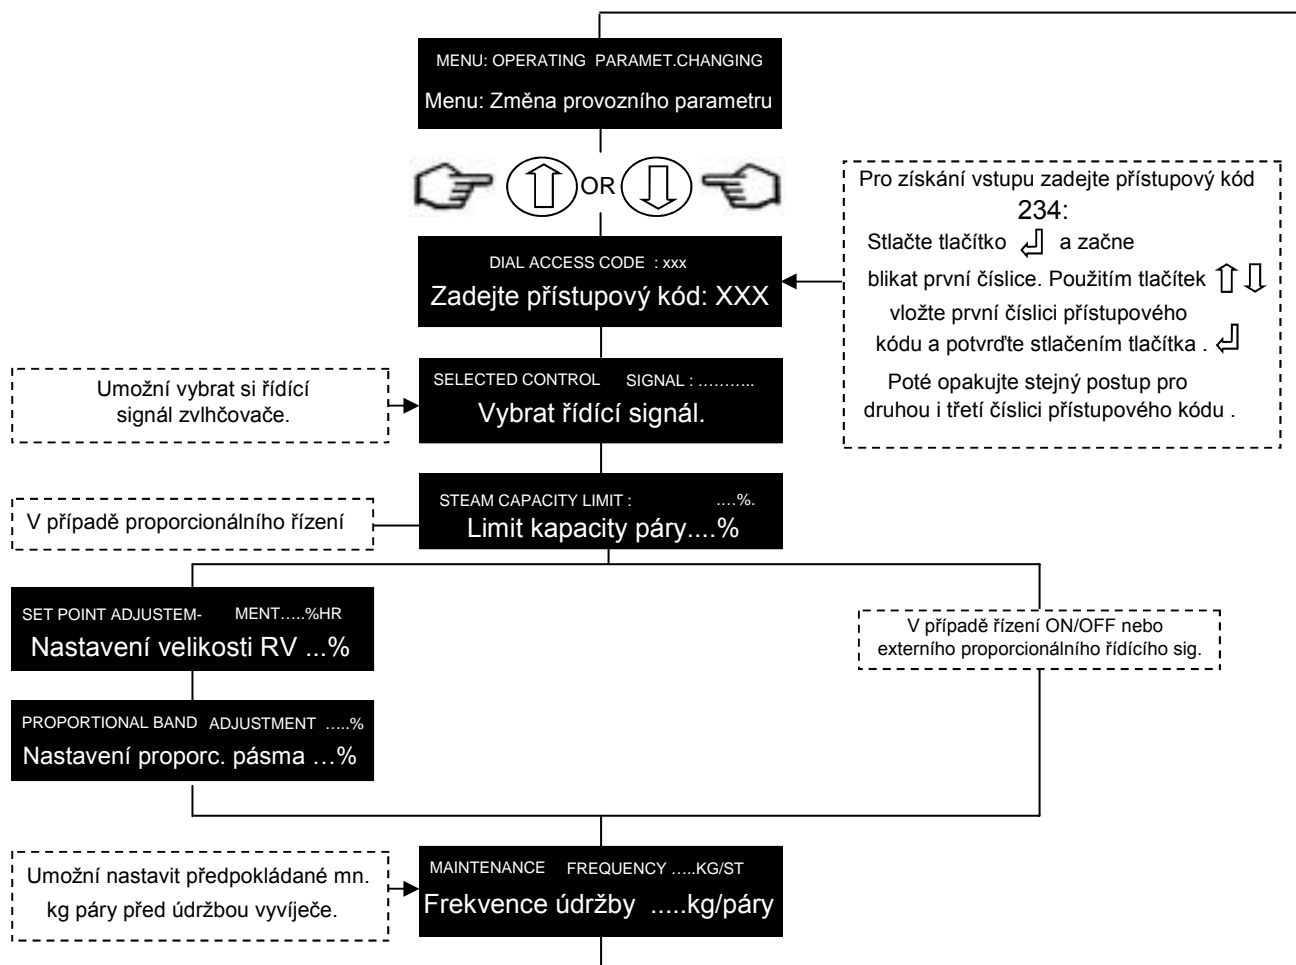 MENU: OPERATING PARAMET.CHANGING
Menu: Změna provozního parametru
OR
Pro získání vstupu zadejte přístupový kód
234:
Stlačte tlačítko a začne
blikat první číslice. Použitím tlačítek
vložte první číslici přístupového
kódu a potvrďte stlačením tlačítka .
Poté opakujte stejný postup pro
druhou i třetí číslici přístupového kódu .
DIAL ACCESS CODE : xxx
Zadejte přístupový kód: XXX
Umožní vybrat si řídící
signál zvlhčovače.
SELECTED CONTROL SIGNAL : ...........
Vybrat řídící signál.
V případě proporcionálního řízení
STEAM CAPACITY LIMIT : ....%.
Limit kapacity páry....%
SET POINT ADJUSTEM- MENT.....%HR
Nastavení velikosti RV ...%
V případě řízení ON/OFF nebo
externího proporcionálního řídícího sig.
PROPORTIONAL BAND ADJUSTMENT .....%
Nastavení proporc. pásma ...%
Umožní nastavit předpokládané mn.
kg páry před údržbou vyvíječe.
MAINTENANCE FREQUENCY .....KG/ST
Frekvence údržby .....kg/páry